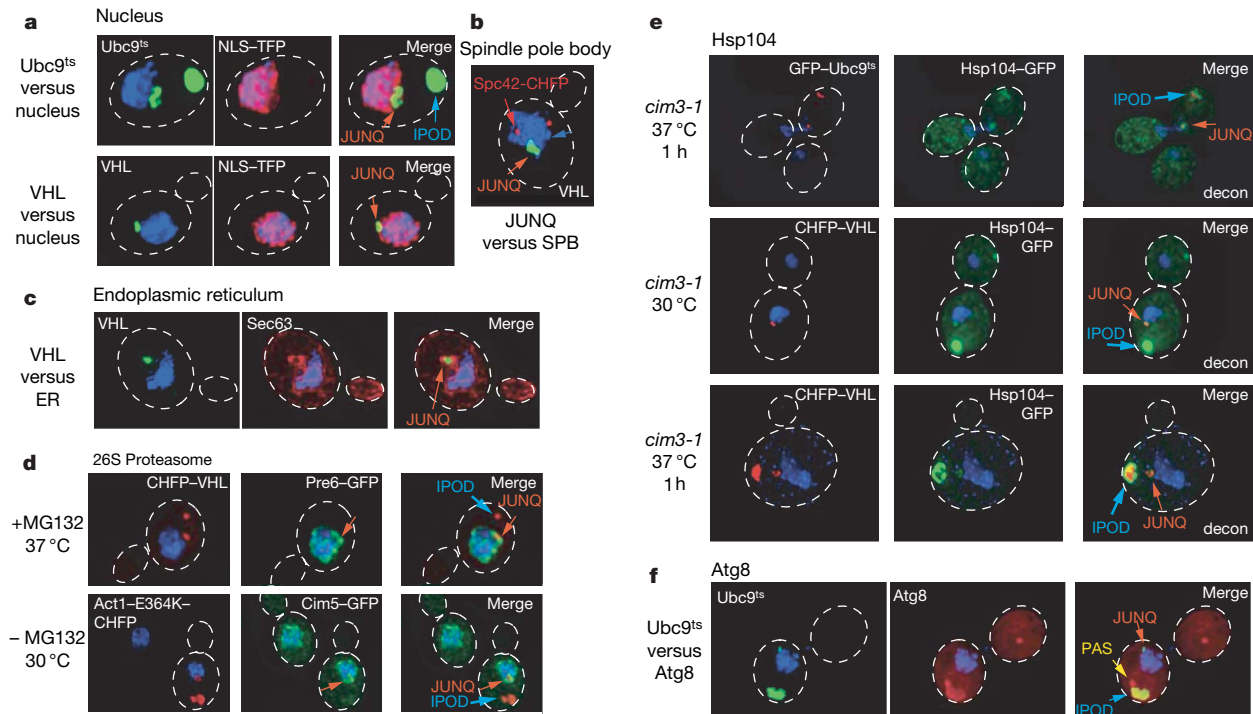 a Nucleus
Ubc9ts versus nucleus
Ubc9ts
NLS–TFP
Merge
JUNQ
IPOD
VHL versus nucleus
VHL
NLS–TFP
Merge
JUNQ
b
Spindle pole body
Spc42-CHFP
JUNQ
VHL
JUNQ
versus SPB
c Endoplasmic reticulum
VHL versus ER
VHL
Sec63
Merge
JUNQ
d 26S Proteasome
+MG132
37 °C
CHFP–VHL
Pre6–GFP
Merge
IPOD
JUNQ
– MG132
30 °C
Act1–E364K–
CHFP
Cim5–GFP
Merge
JUNQ
IPOD
e
Hsp104
cim3-1
37 °C
1 h
GFP–Ubc9ts
Hsp104–GFP
Merge
IPOD
JUNQ
decon
cim3-1
30 °C
CHFP–VHL
Hsp104–
GFP
Merge
JUNQ
IPOD
decon
cim3-1
37 °C
1 h
CHFP–VHL
Hsp104–
GFP
Merge
IPOD
JUNQ
decon
f Atg8
Ubc9ts
versus
Atg8
Ubc9ts
Atg8
Merge
JUNQ
PAS
IPOD